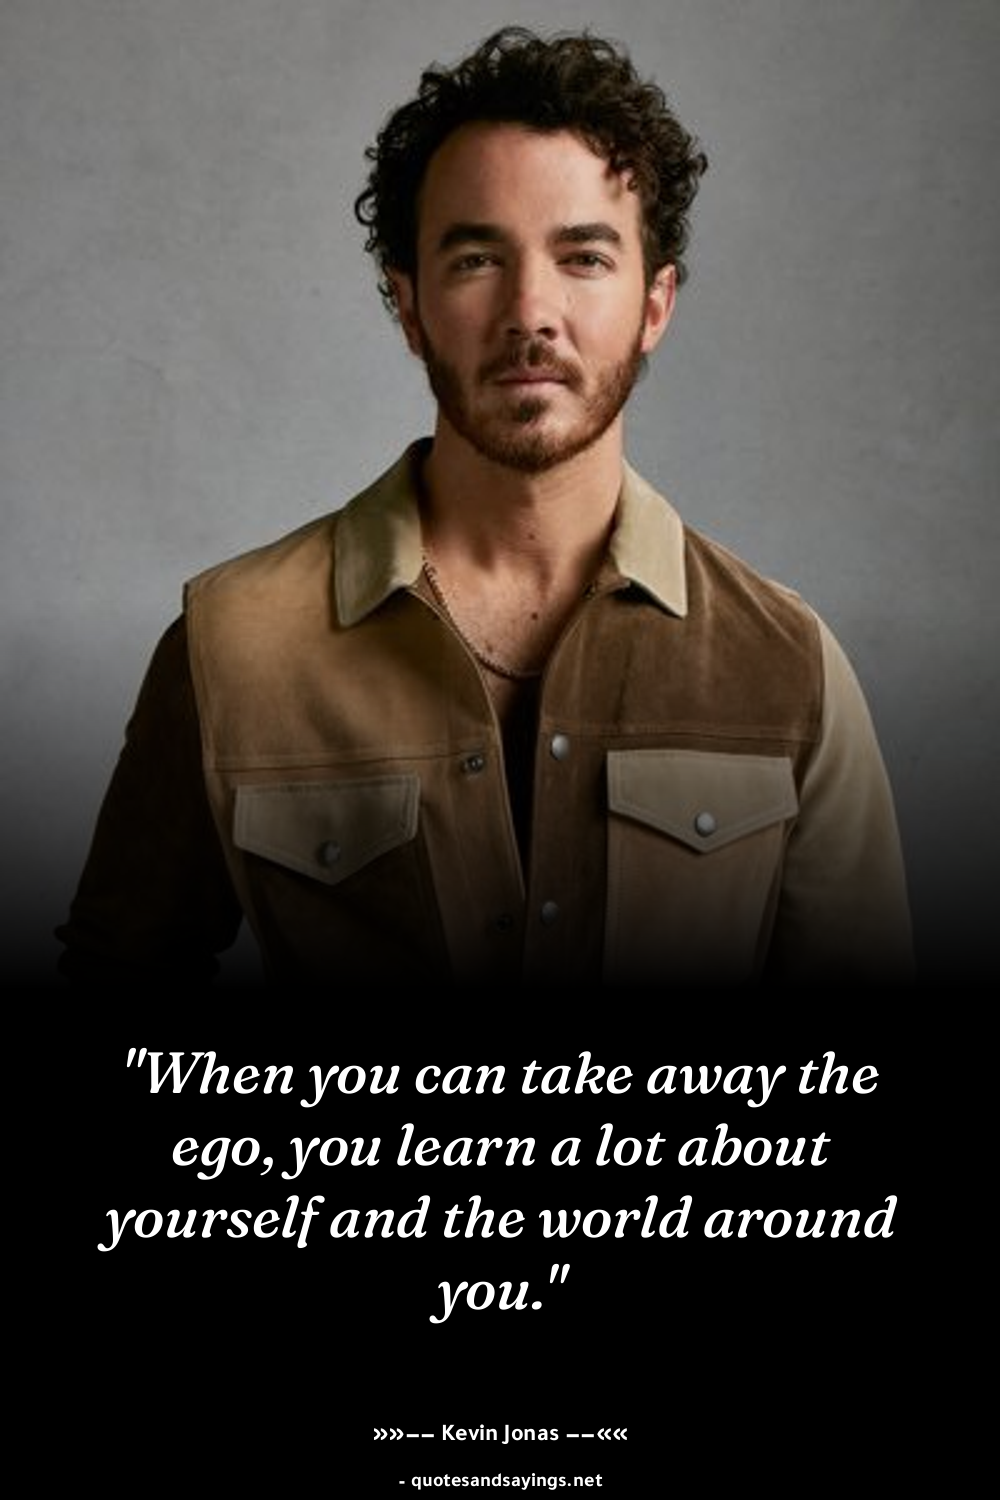 "When you can take away the
ego, you learn a lot about
yourself and the world around
you."
»»–– Kevin Jonas ––««
- quotesandsayings.net